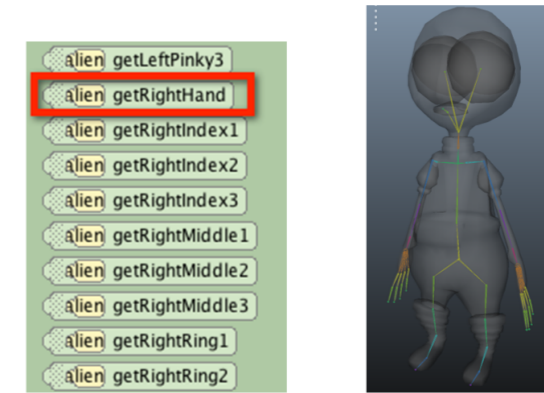 alien getLeftPinky3
alien getRightHand
alien getRightIndex1
alien getRightIndex2
alien getRightIndex3
alien getRightMiddle1
alien getRightMiddle2
alien getRightMiddle3
alien getRightRing1
alien getRightRing2